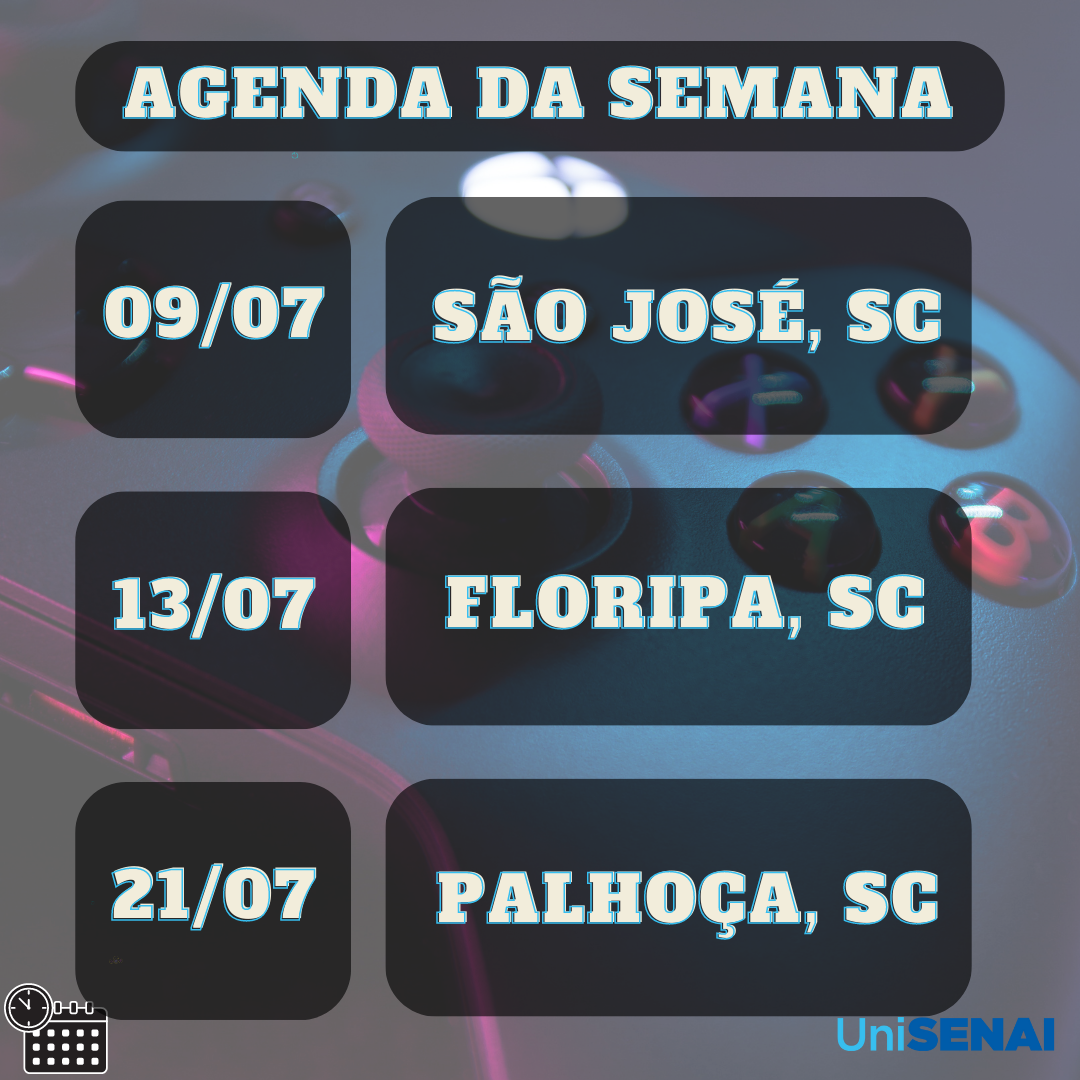 AGENDA DA SEMANA
09/07
SÃO JOSÉ, SC
13/07
FLORIPA, SC
21/07
PALHOÇA, SC
UniSENAI